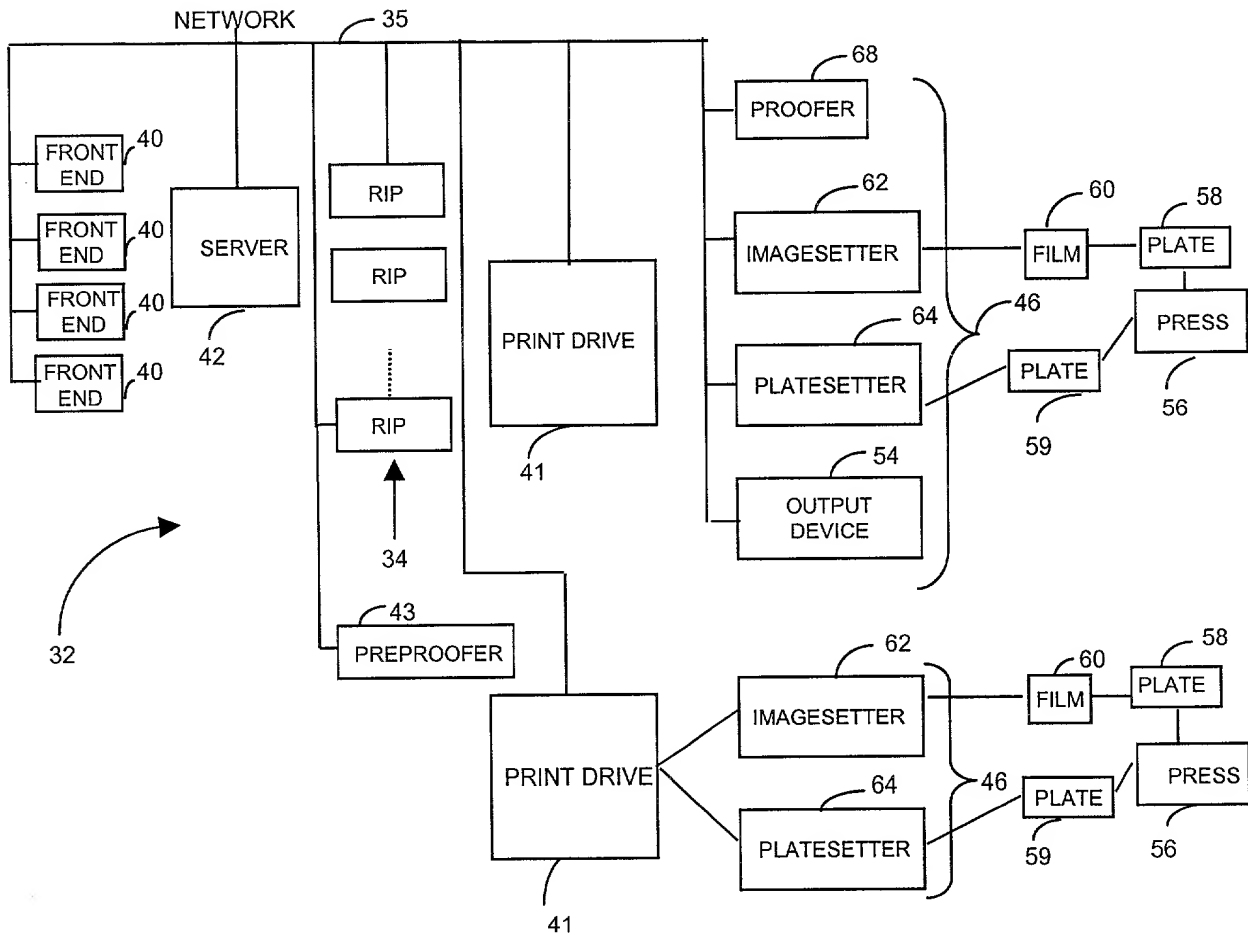 NETWORK
35
FRONT
END
40
FRONT
END
40
FRONT
END
40
FRONT
END
40
SERVER
42
RIP
RIP
RIP
34
32
43
PREPROOFER
PRINT DRIVE
41
68
PROOFER
62
IMAGESETTER
64
PLATESETTER
54
OUTPUT
DEVICE
46
60
FILM
58
PLATE
PRESS
56
PLATE
59
PRINT DRIVE
41
62
IMAGESETTER
64
PLATESETTER
46
60
FILM
58
PLATE
PRESS
56
PLATE
59